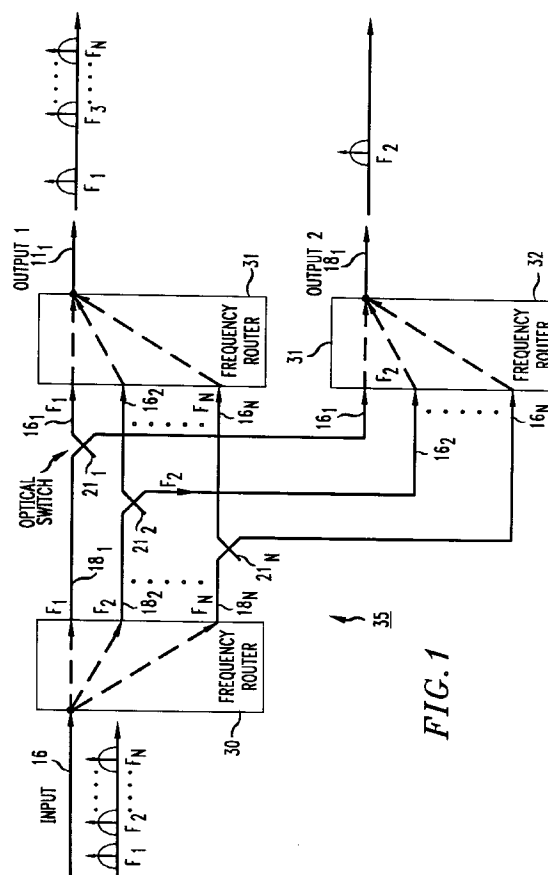 INPUT
16
F1 F2 ...... FN
FREQUENCY
ROUTER
30
F1
18₁
F2
18₂
FN
18N
OPTICAL
SWITCH
21₁
21₂
21N
F2
F1
16₁
16₂
FN
16N
FREQUENCY
ROUTER
31
OUTPUT 1
11₁
F1 F3 ...... FN
31
16₁
F2
16₂
16N
FREQUENCY
ROUTER
32
OUTPUT 2
18₁
F2
35
FIG. 1